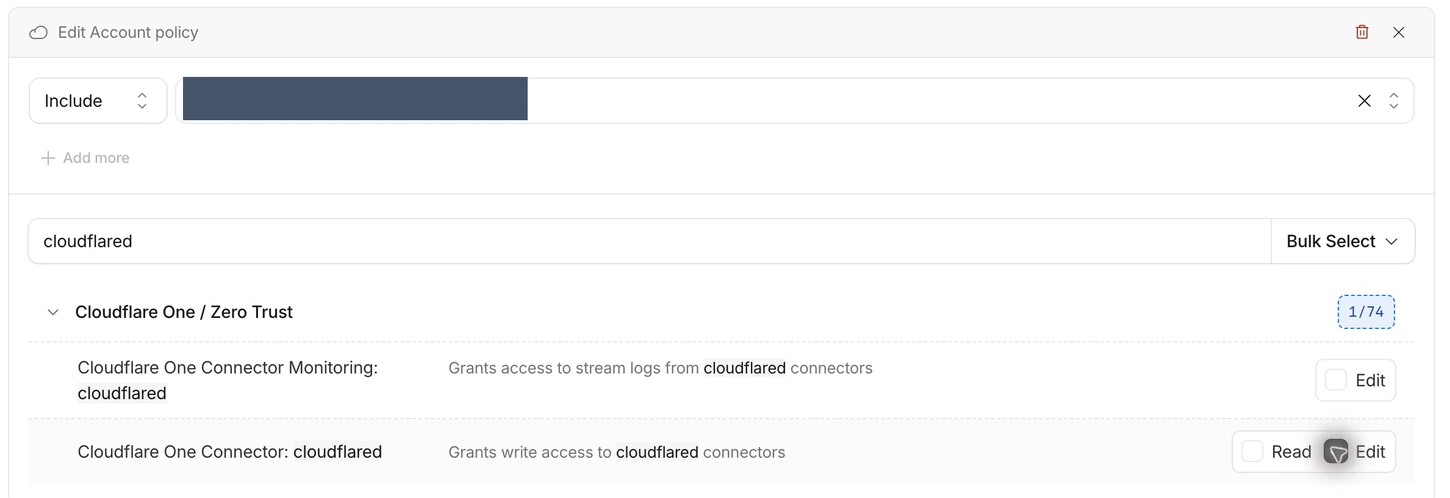 Edit Account policy
Include
Add more
cloudflared
Bulk Select
Cloudflare One / Zero Trust
1/74
Cloudflare One Connector Monitoring:
cloudflared
Grants access to stream logs from cloudflared connectors
Edit
Cloudflare One Connector: cloudflared
Grants write access to cloudflared connectors
Read
Edit